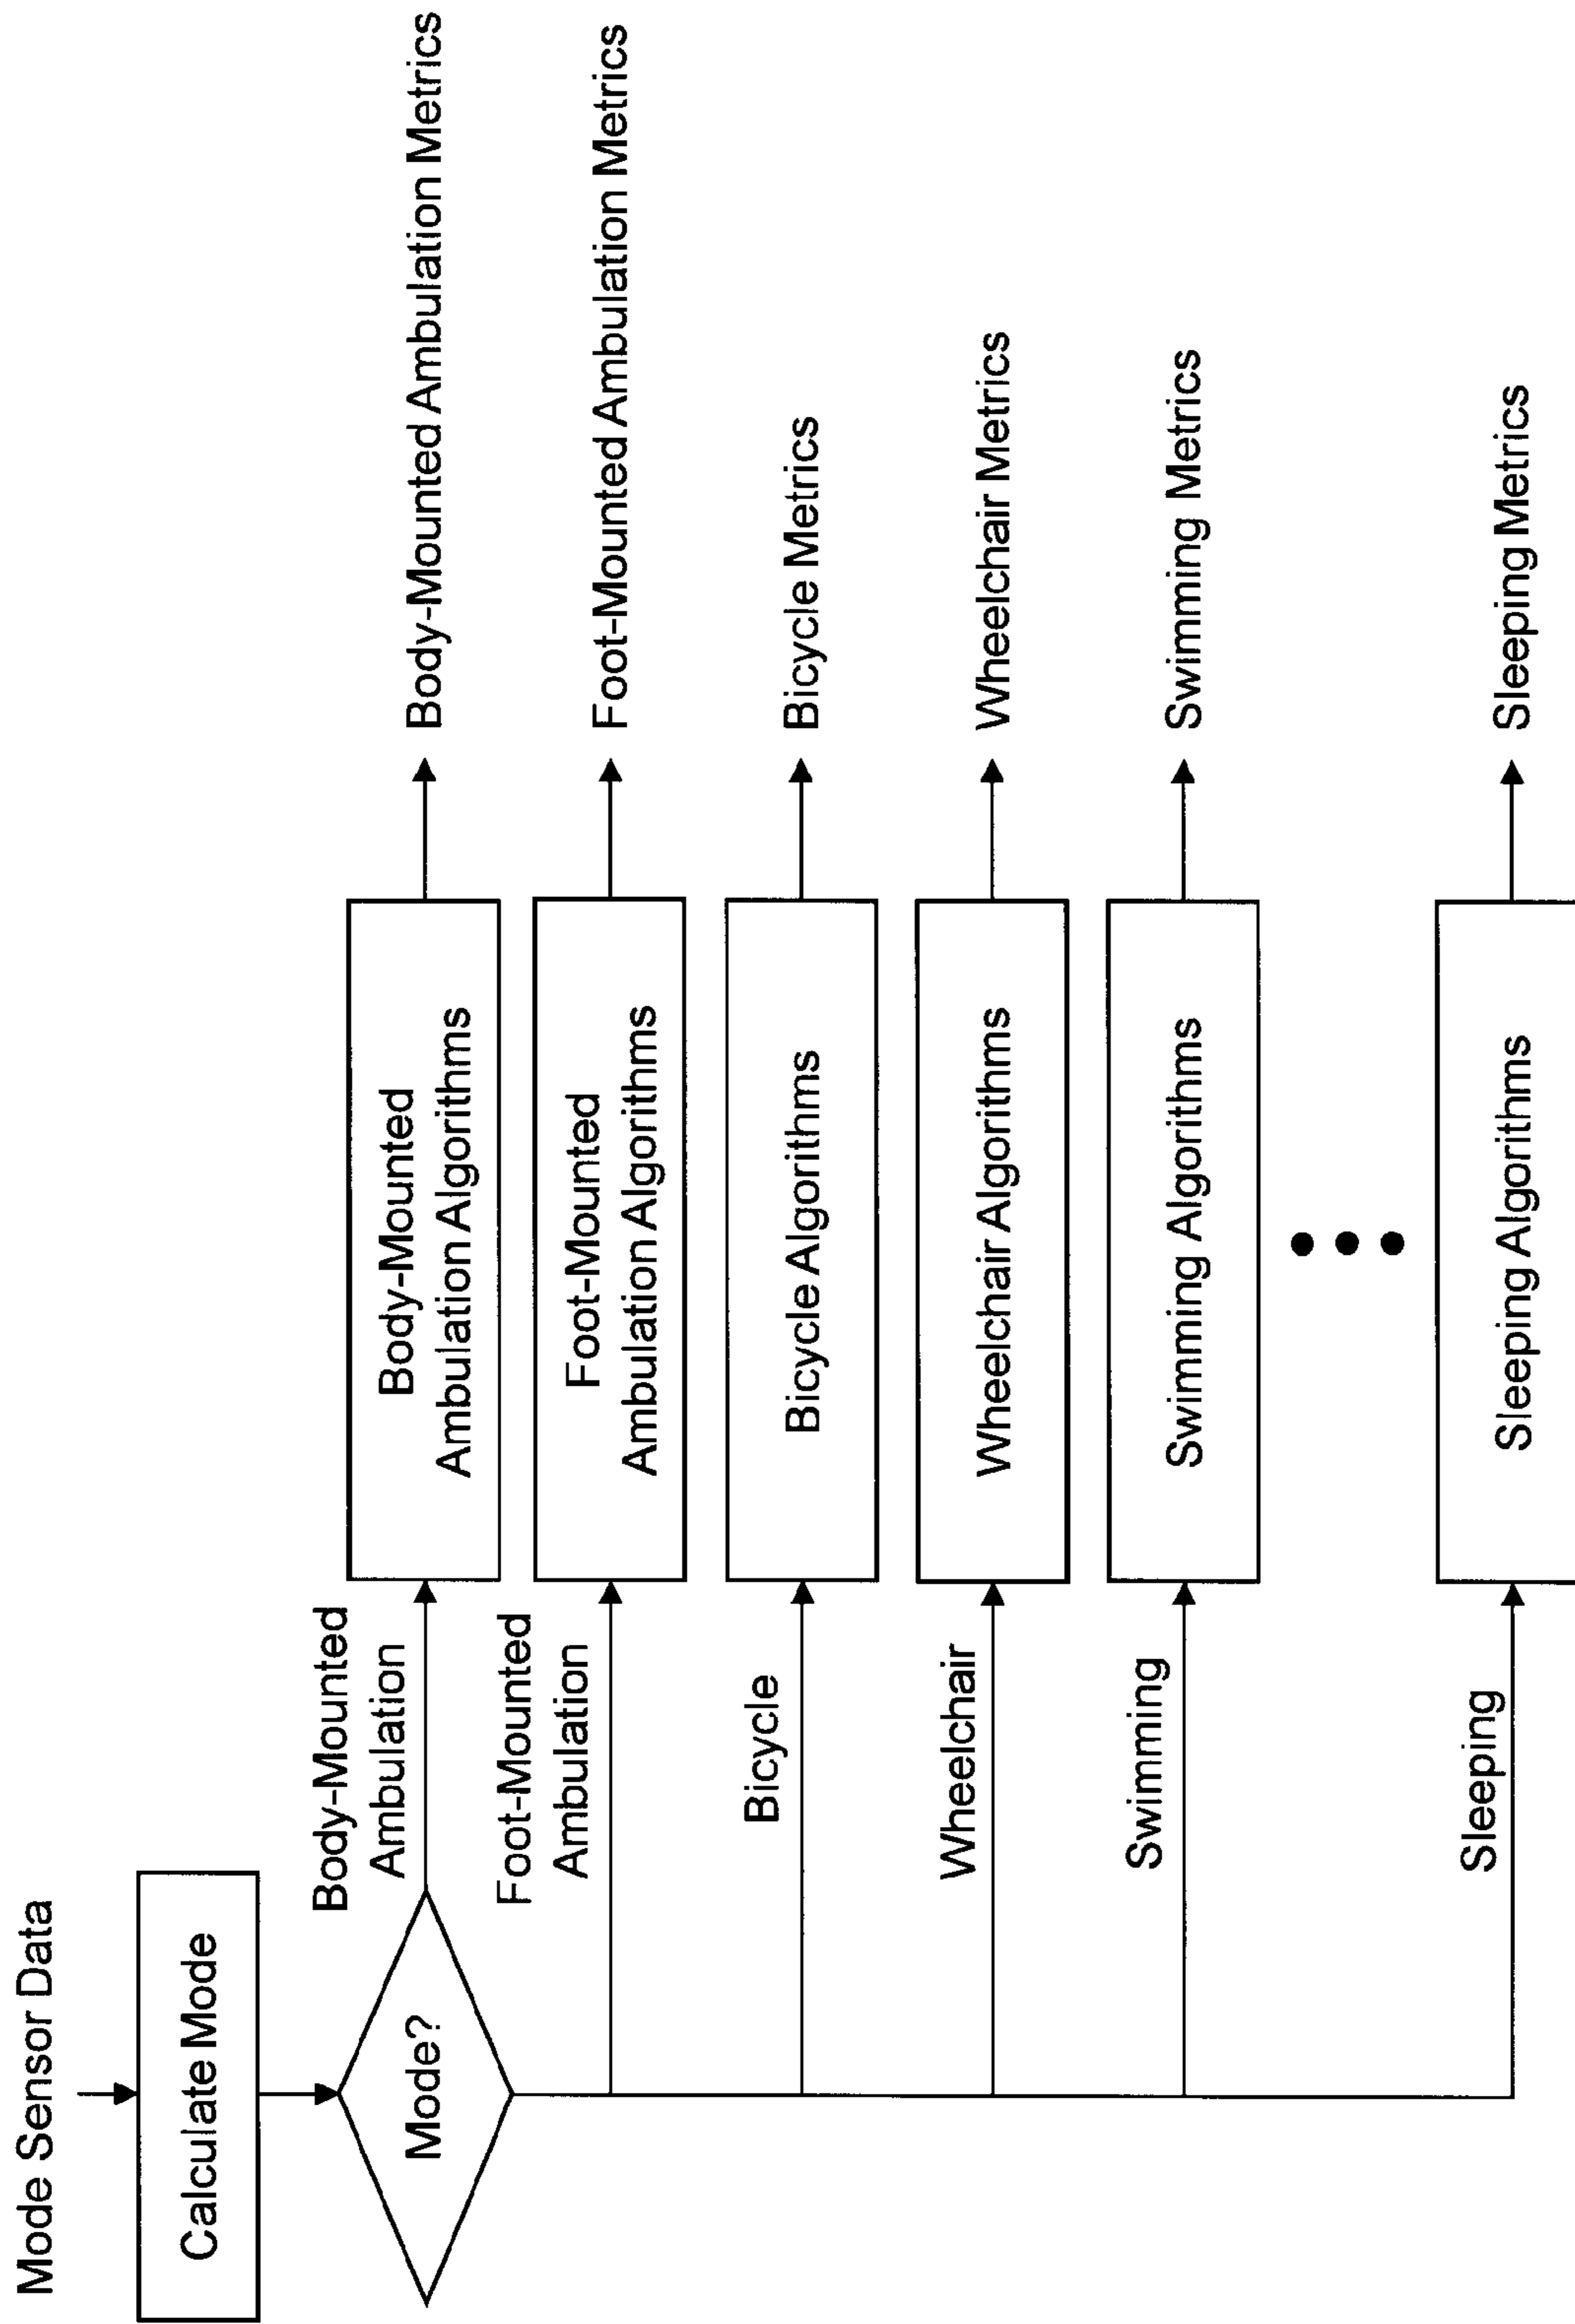 Mode Sensor Data
Calculate Mode
Mode?
Body-Mounted
Ambulation
Body-Mounted
Ambulation Algorithms
Body-Mounted Ambulation Metrics
Foot-Mounted
Ambulation
Foot-Mounted
Ambulation Algorithms
Foot-Mounted Ambulation Metrics
Bicycle
Bicycle Algorithms
Bicycle Metrics
Wheelchair
Wheelchair Algorithms
Wheelchair Metrics
Swimming
Swimming Algorithms
Swimming Metrics
Sleeping
Sleeping Algorithms
Sleeping Metrics